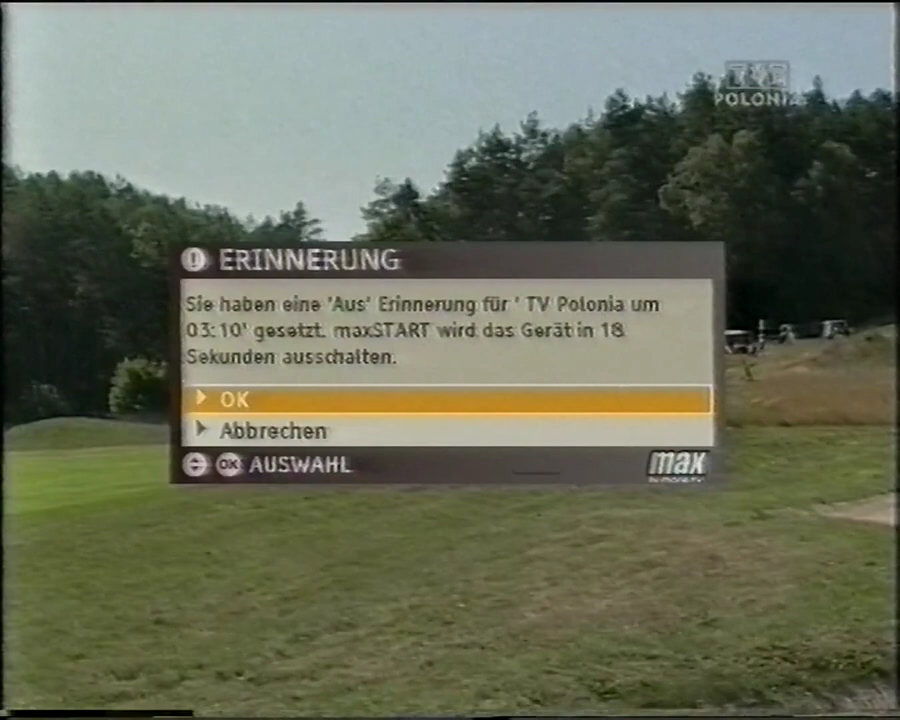 TVP
POLONIA
ERINNERUNG
Sie haben eine 'Aus' Erinnerung für ' TV Polonia um
03:10' gesetzt. maxSTART wird das Gerät in 18
Sekunden ausschalten.
OK
Abbrechen
OK AUSWAHL
max